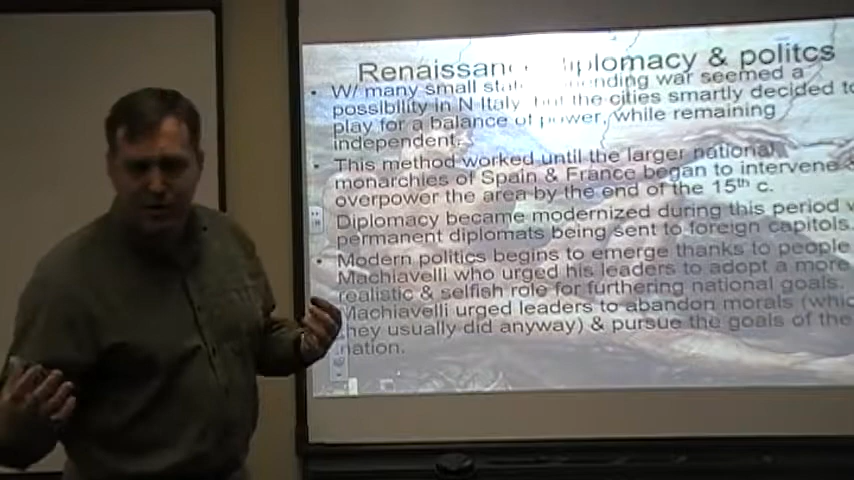 Renaissance diplomacy & politcs
• W/ many small stat pending war seemed a
possibility in N Italy, but the cities smartly decided to
play for a balance of power, while remaining
independent.
• This method worked until the larger national
monarchies of Spain & France began to intervene &
overpower the area by the end of the 15th c.
Diplomacy became modernized during this period w
permanent diplomats being sent to foreign capitols.
• Modern politics begins to emerge thanks to people
Machiavelli who urged his leaders to adopt a more
realistic & selfish role for furthering national goals.
Machiavelli urged leaders to abandon morals (whic
they usually did anyway) & pursue the goals of the
nation.